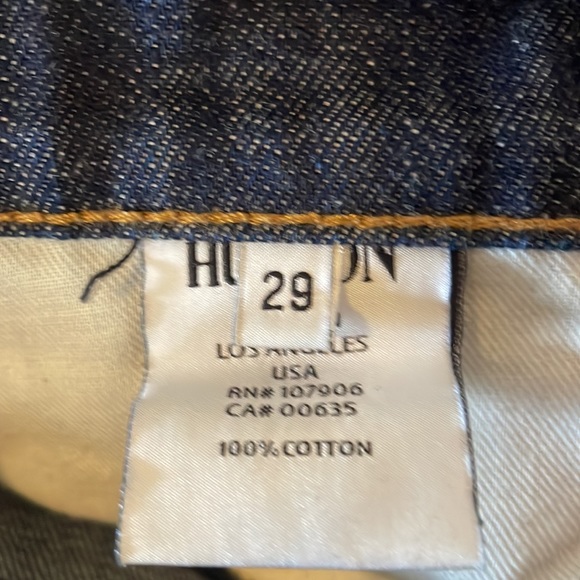 29
LOS ANGELES
USA
RN# 107906
CA# 00635
100% COTTON